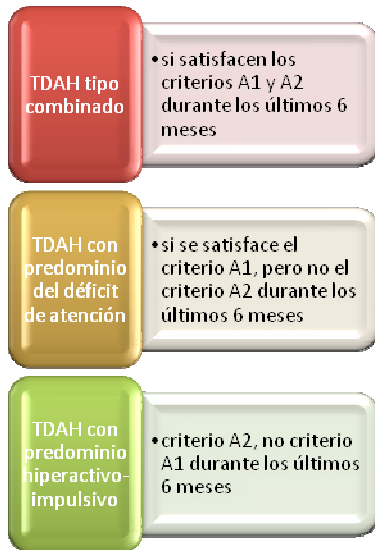 TDAH tipo
combinado
•si satisfacen los
criterios A1 y A2
durante los últimos 6
meses
TDAH con
predominio
del déficit
de atención
•si se satisface el
criterio A1, pero no el
criterio A2 durante los
últimos 6 meses
TDAH con
predominio
hiperactivo-
impulsivo
•criterio A2, no criterio
A1 durante los últimos
6 meses